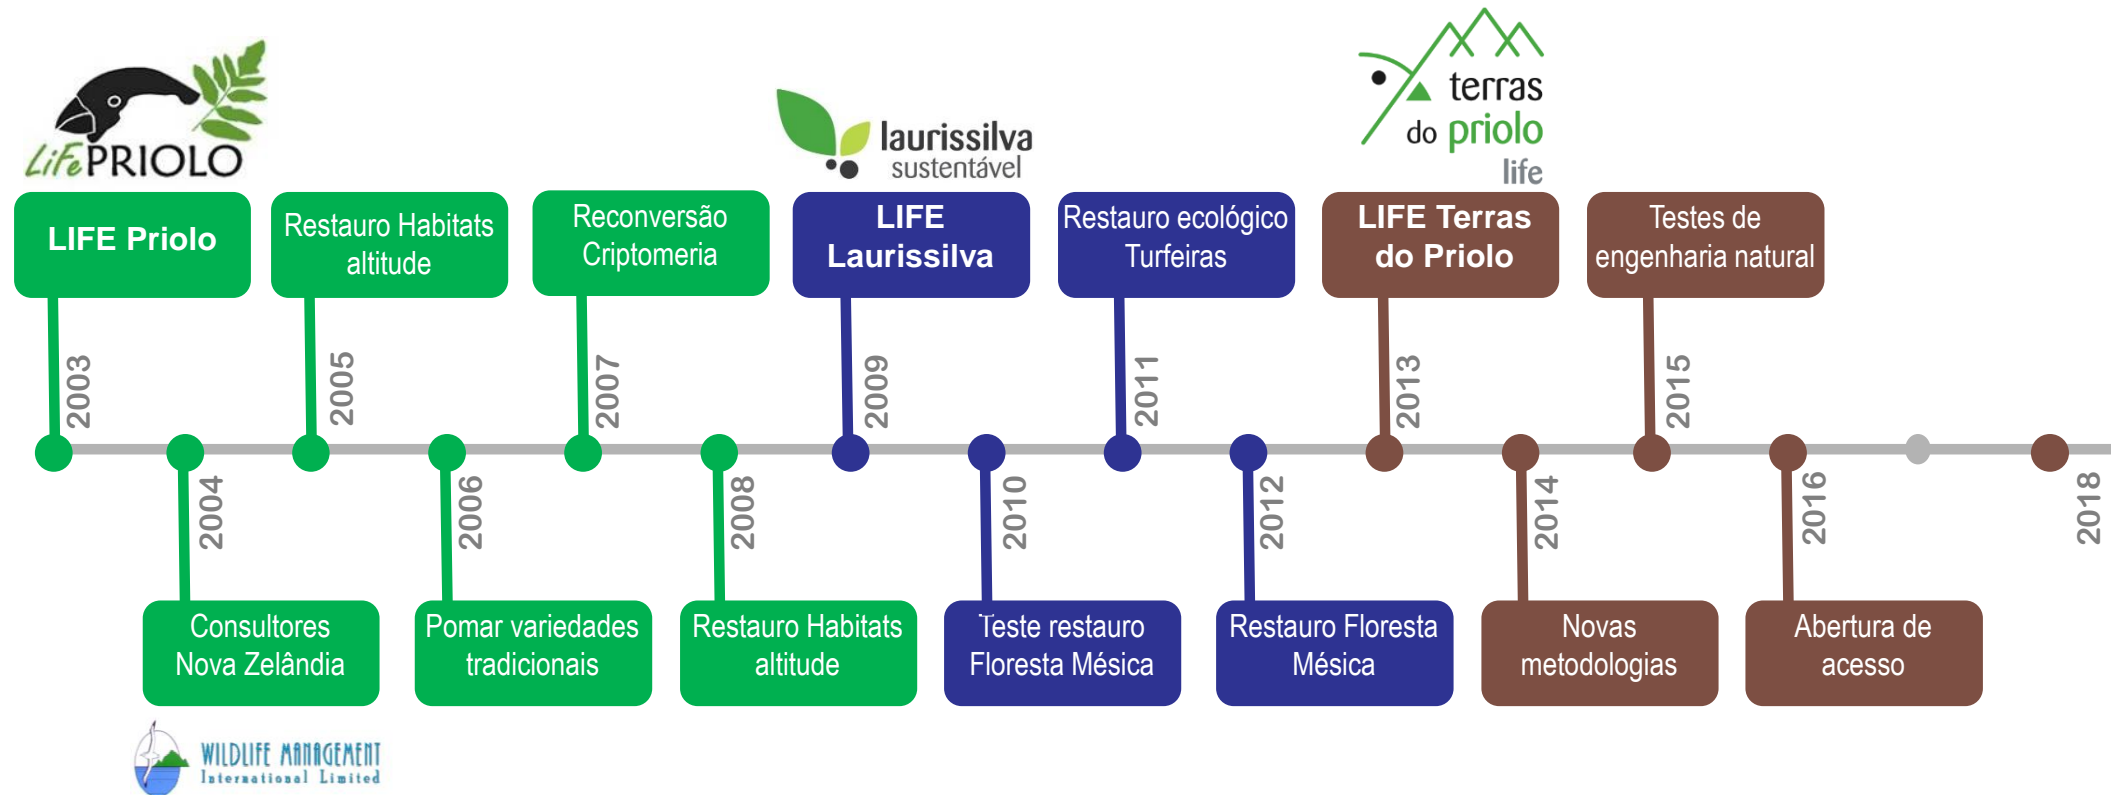 LiFe PRIOLO
laurissilva
sustentável
terras
do priolo
life
LIFE Priolo
Restauro Habitats
altitude
Reconversão
Criptomeria
LIFE
Laurissilva
Restauro ecológico
Turfeiras
LIFE Terras
do Priolo
Testes de
engenharia natural
2003
2005
2007
2009
2011
2013
2015
2004
2006
2008
2010
2012
2014
2016
2018
Consultores
Nova Zelândia
Pomar variedades
tradicionais
Restauro Habitats
altitude
Teste restauro
Floresta Mésica
Restauro Floresta
Mésica
Novas
metodologias
Abertura de
acesso
WILDLIFE MANAGEMENT
International Limited